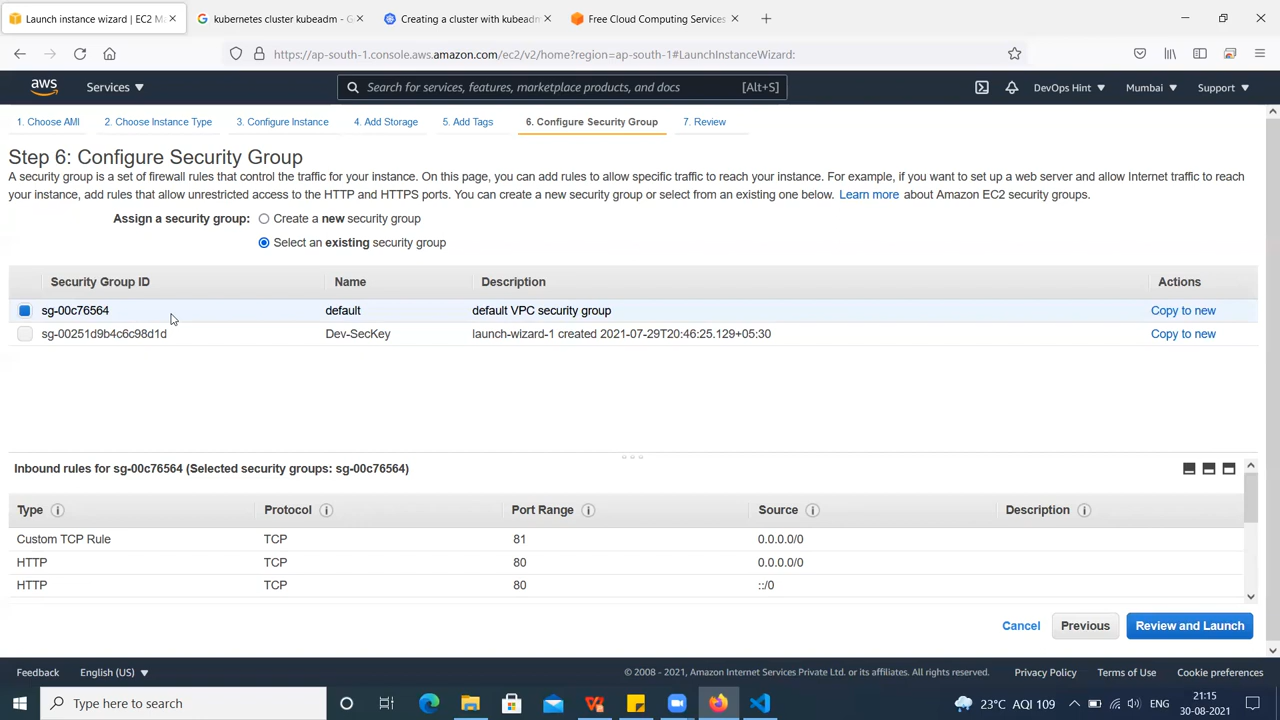 Launch instance wizard | EC2 M
kubernetes cluster kubeadm - G
Creating a cluster with kubeadm
Free Cloud Computing Services
https://ap-south-1.console.aws.amazon.com/ec2/v2/home?region=ap-south-1#LaunchInstanceWizard:
aws
Services
Search for services, features, marketplace products, and docs
[Alt+S]
DevOps Hint
Mumbai
Support
1. Choose AMI
2. Choose Instance Type
3. Configure Instance
4. Add Storage
5. Add Tags
6. Configure Security Group
7. Review
Step 6: Configure Security Group
A security group is a set of firewall rules that control the traffic for your instance. On this page, you can add rules to allow specific traffic to reach your instance. For example, if you want to set up a web server and allow Internet traffic to reach
your instance, add rules that allow unrestricted access to the HTTP and HTTPS ports. You can create a new security group or select from an existing one below. Learn more about Amazon EC2 security groups.
Assign a security group:
Create a new security group
Select an existing security group
Security Group ID
Name
Description
Actions
sg-00c76564
default
default VPC security group
Copy to new
sg-00251d9b4c6c98d1d
Dev-SecKey
launch-wizard-1 created 2021-07-29T20:46:25.129+05:30
Copy to new
Inbound rules for sg-00c76564 (Selected security groups: sg-00c76564)
Type
Protocol
Port Range
Source
Description
Custom TCP Rule
TCP
81
0.0.0.0/0
HTTP
TCP
80
0.0.0.0/0
HTTP
TCP
80
::/0
Cancel
Previous
Review and Launch
Feedback
English (US)
© 2008 - 2021, Amazon Internet Services Private Ltd. or its affiliates. All rights reserved.
Privacy Policy
Terms of Use
Cookie preferences
Type here to search
23°C AQI 109
ENG
21:15
30-08-2021